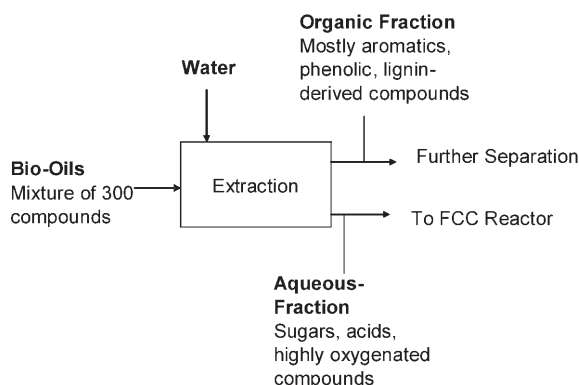 Organic Fraction
Mostly aromatics,
phenolic, lignin-
derived compounds
Water
Bio-Oils
Mixture of 300
compounds
Extraction
Further Separation
To FCC Reactor
Aqueous-
Fraction
Sugars, acids,
highly oxygenated
compounds